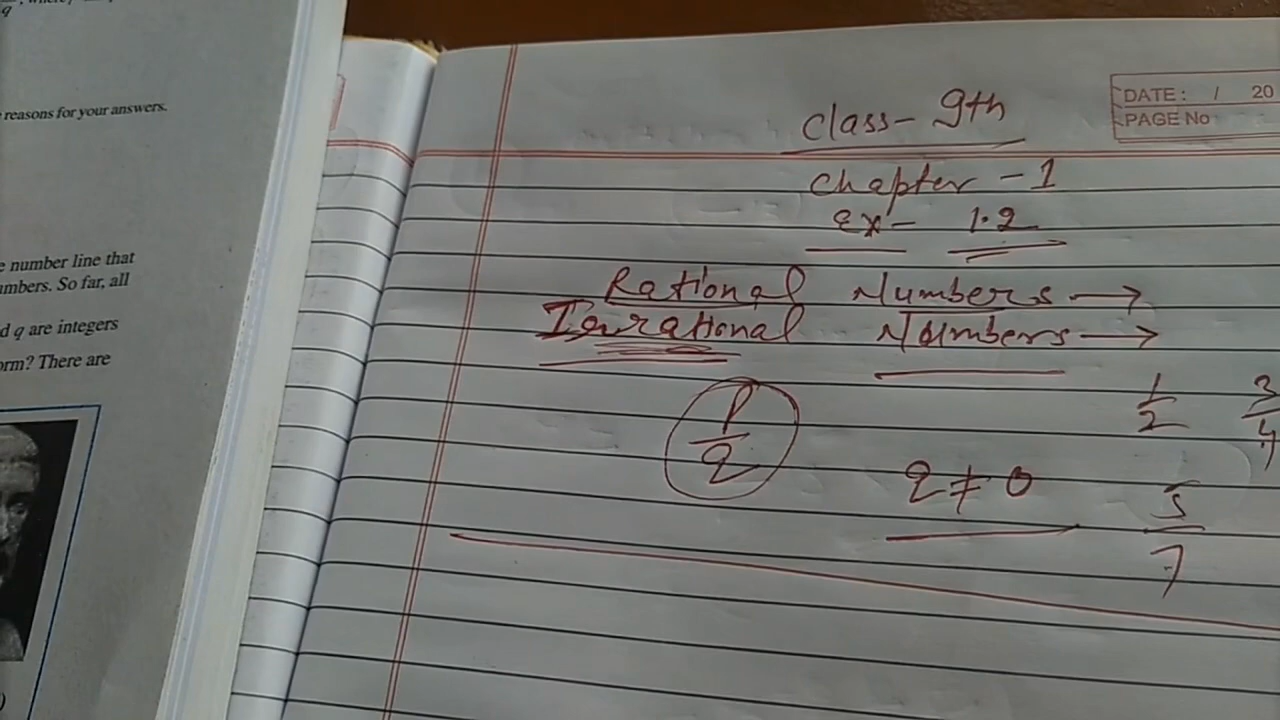 q
reasons for your answers.
number line that
mbers. So far, all
d q are integers
orm? There are
)
DATE: / 20
PAGE No
Class- 9th
Chapter - 1
Ex- 1.2
Rational Numbers →
Irrational Numbers →
p/q
q ≠ 0
1/2 3/4
5/7